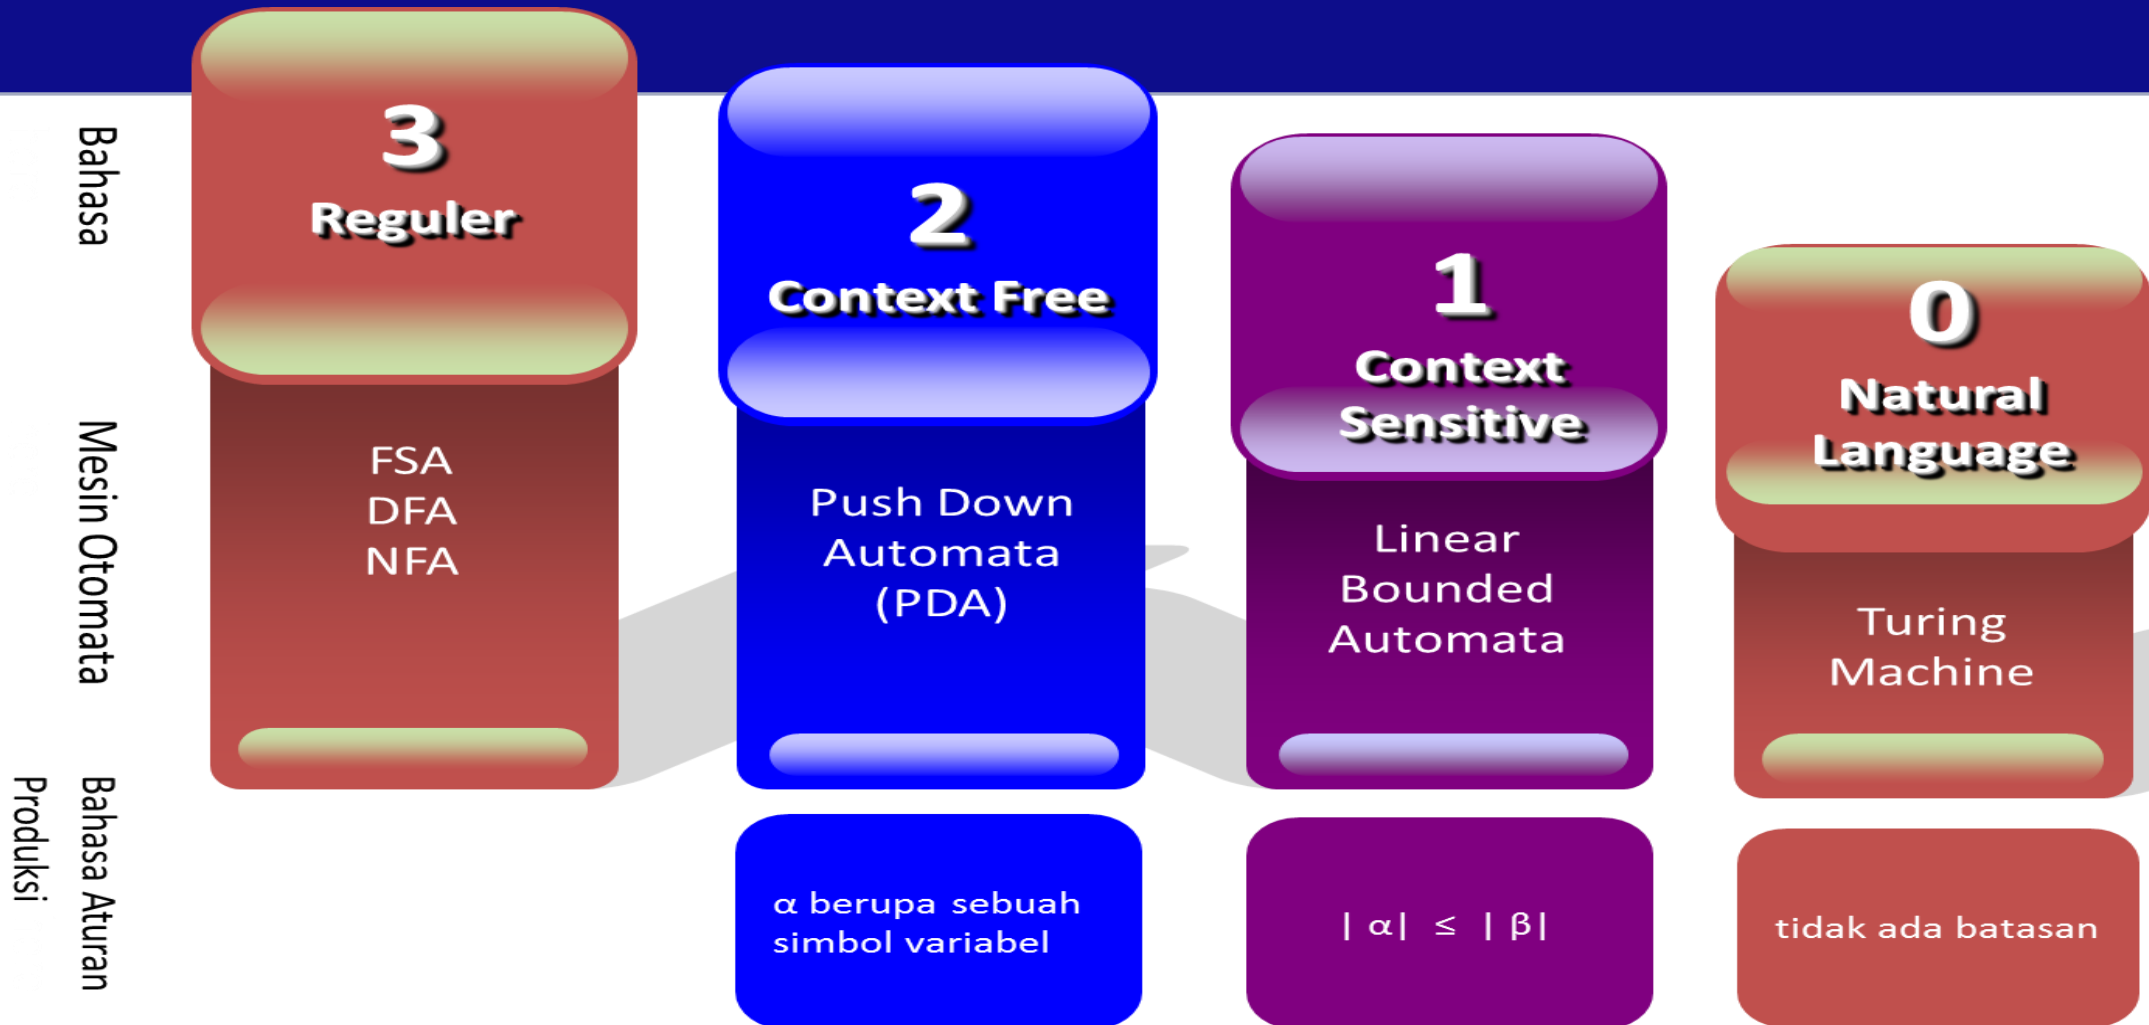 Bahasa
3
Reguler
2
Context Free
1
Context
Sensitive
0
Natural
Language
Mesin Otomata
FSA
DFA
NFA
Push Down
Automata
(PDA)
Linear
Bounded
Automata
Turing
Machine
Bahasa Aturan
Produksi
α berupa sebuah
simbol variabel
| α| ≤ | β|
tidak ada batasan